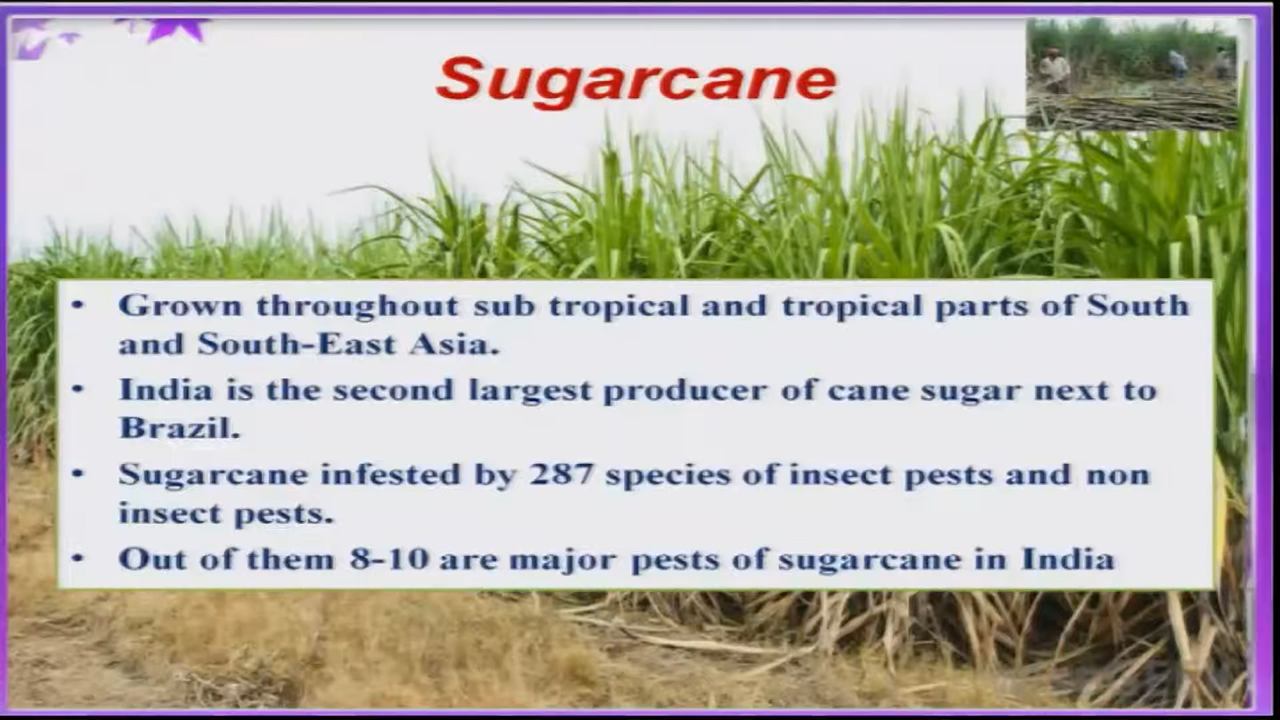 Sugarcane
• Grown throughout sub tropical and tropical parts of South
and South-East Asia.
• India is the second largest producer of cane sugar next to
Brazil.
• Sugarcane infested by 287 species of insect pests and non
insect pests.
• Out of them 8-10 are major pests of sugarcane in India